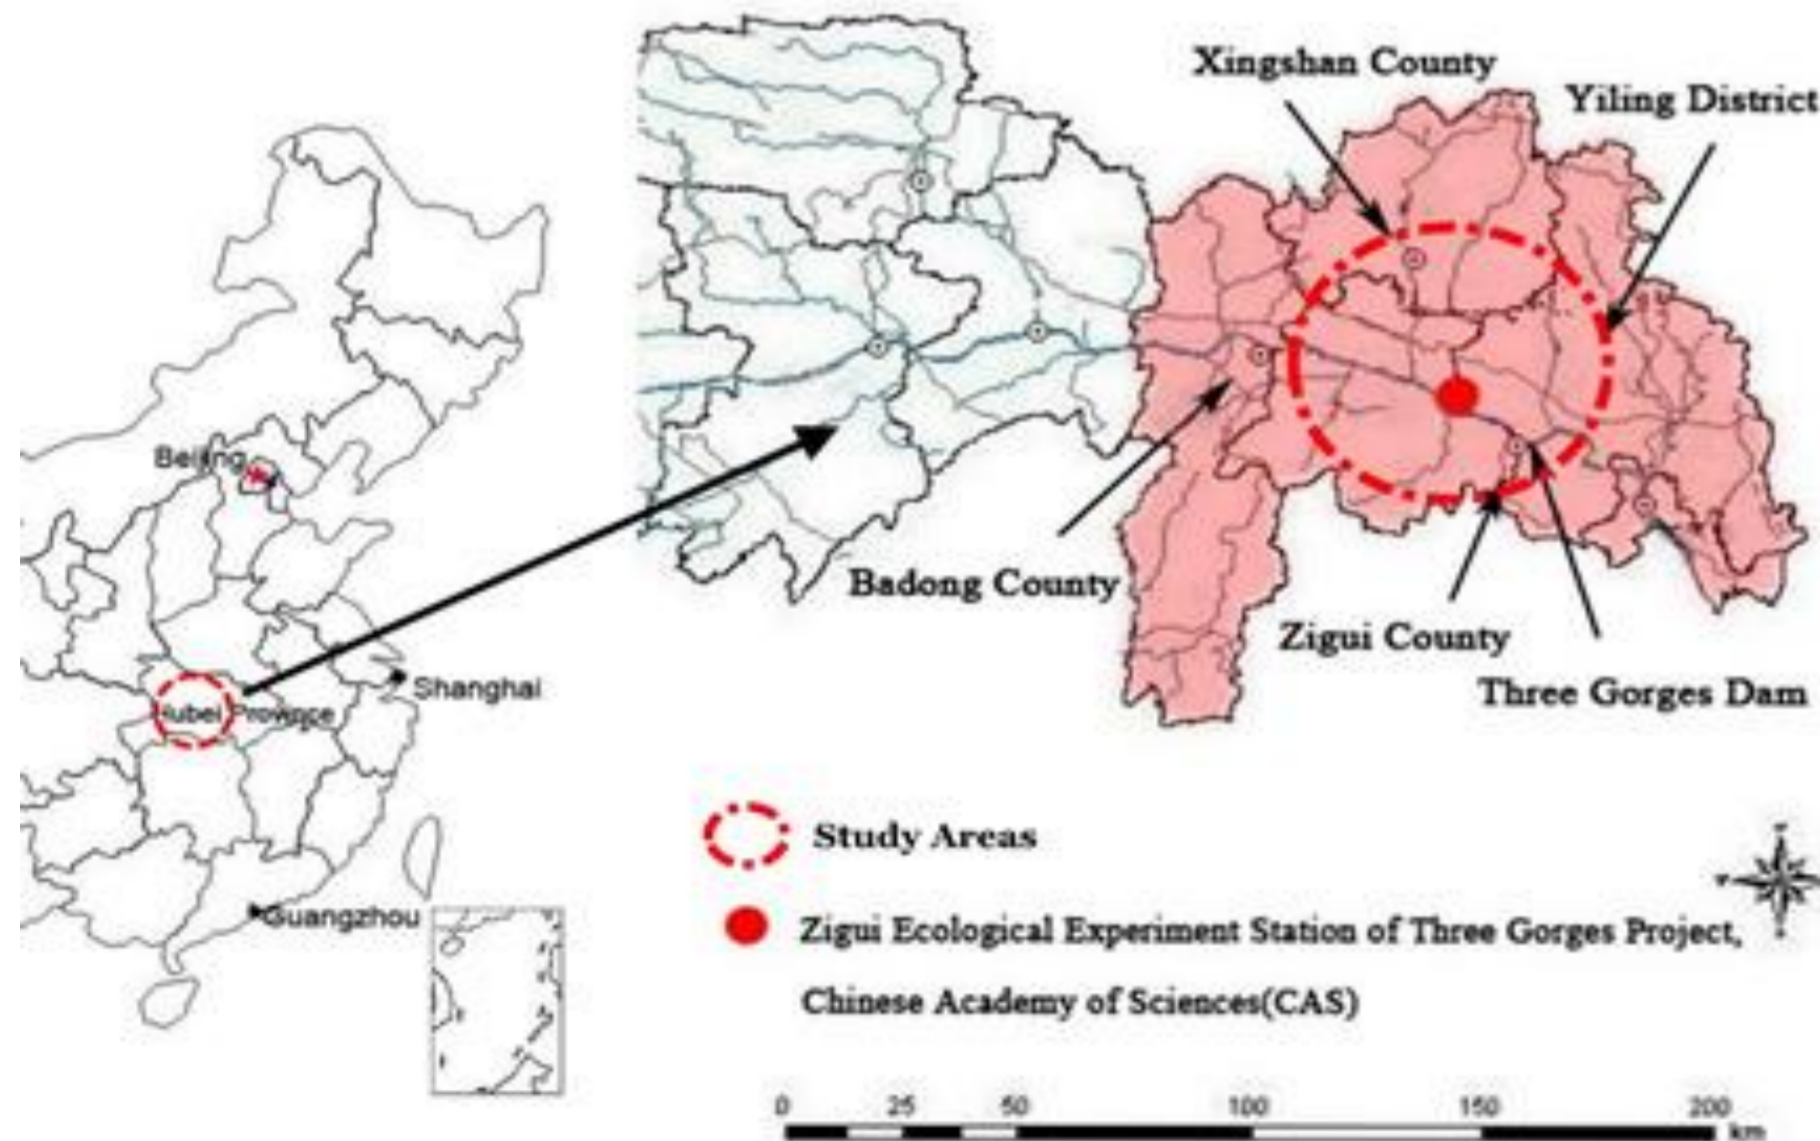 Xingshan County
Yiling District
Beijing
Badong County
Zigui County
Shanghai
Hubei Province
Three Gorges Dam
Study Areas
Guangzhou
Zigui Ecological Experiment Station of Three Gorges Project,
Chinese Academy of Sciences(CAS)
0 25 50 100 150 200
km